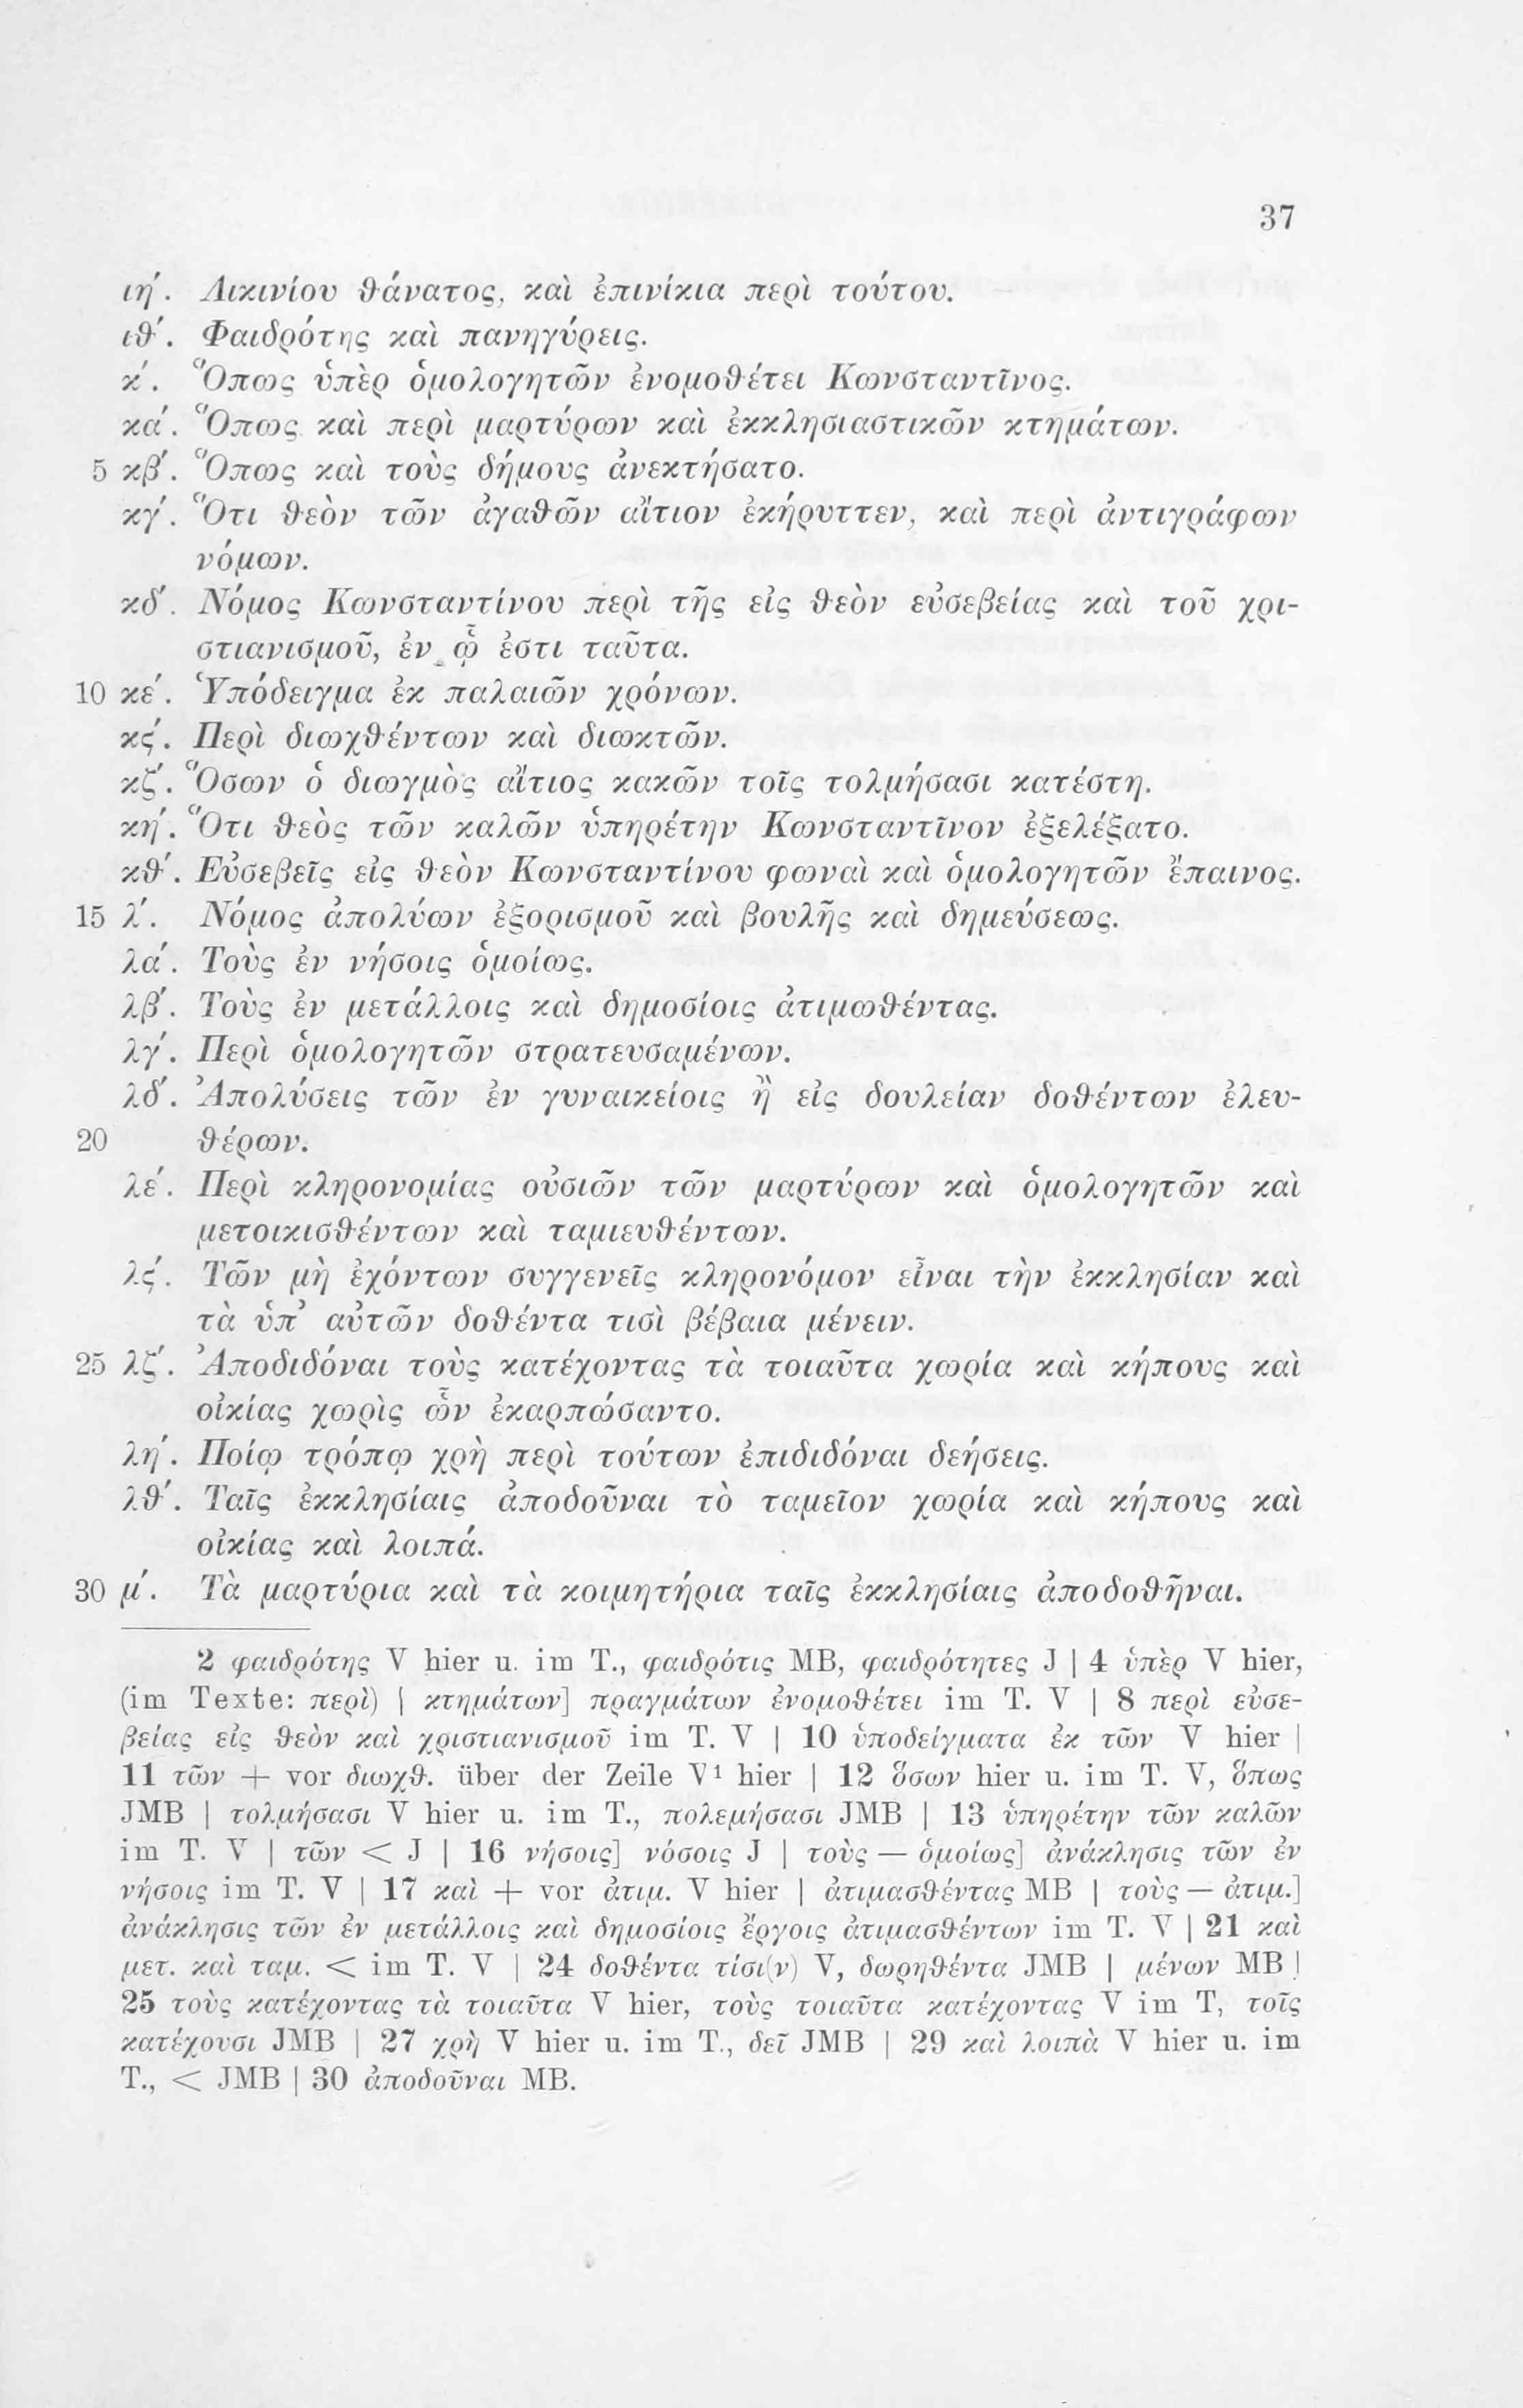 37
ιη΄. Λικινίου θάνατος, καὶ ἐπινίκια περὶ τούτου.
ιθ΄. Φαιδρότης καὶ πανηγύρεις.
κ΄. Ὅπως ὑπὲρ ὁμολογητῶν ἐνομοθέτει Κωνσταντῖνος.
κα΄. Ὅπως καὶ περὶ μαρτύρων καὶ ἐκκλησιαστικῶν κτημάτων.
5 κβ΄. Ὅπως καὶ τοὺς δήμους ἀνεκτήσατο.
κγ΄. Ὅτι θεὸν τῶν ἀγαθῶν αἴτιον ἐκήρυττεν, καὶ περὶ ἀντιγράφων
νόμων.
κδ΄. Νόμος Κωνσταντίνου περὶ τῆς εἰς θεὸν εὐσεβείας καὶ τοῦ χρι-
στιανισμοῦ, ἐν ᾧ ἐστι ταῦτα.
10 κε΄. Ὑπόδειγμα ἐκ παλαιῶν χρόνων.
κϛ΄. Περὶ διωχθέντων καὶ διωκτῶν.
κζ΄. Ὅσων ὁ διωγμὸς αἴτιος κακῶν τοῖς τολμήσασι κατέστη.
κη΄. Ὅτι θεὸς τῶν καλῶν ὑπηρέτην Κωνσταντῖνον ἐξελέξατο.
κθ΄. Εὐσεβεῖς εἰς θεὸν Κωνσταντίνου φωναὶ καὶ ὁμολογητῶν ἔπαινος.
15 λ΄. Νόμος ἀπολύων ἐξορισμοῦ καὶ βουλῆς καὶ δημεύσεως.
λα΄. Τοὺς ἐν νήσοις ὁμοίως.
λβ΄. Τοὺς ἐν μετάλλοις καὶ δημοσίοις ἀτιμωθέντας.
λγ΄. Περὶ ὁμολογητῶν στρατευσαμένων.
λδ΄. Ἀπολύσεις τῶν ἐν γυναικείοις ἢ εἰς δουλείαν δοθέντων ἐλευ-
20 θέρων.
λε΄. Περὶ κληρονομίας οὐσιῶν τῶν μαρτύρων καὶ ὁμολογητῶν καὶ
μετοικισθέντων καὶ ταμιευθέντων.
λϛ΄. Τῶν μὴ ἐχόντων συγγενεῖς κληρονόμον εἶναι τὴν ἐκκλησίαν καὶ
τὰ ὑπ’ αὐτῶν δοθέντα τισὶ βέβαια μένειν.
25 λζ΄. Ἀποδιδόναι τοὺς κατέχοντας τὰ τοιαῦτα χωρία καὶ κήπους καὶ
οἰκίας χωρὶς ὧν ἐκαρπώσαντο.
λη΄. Ποίῳ τρόπῳ χρὴ περὶ τούτων ἐπιδιδόναι δεήσεις.
λθ΄. Ταῖς ἐκκλησίαις ἀποδοῦναι τὸ ταμεῖον χωρία καὶ κήπους καὶ
οἰκίας καὶ λοιπά.
30 μ΄. Τὰ μαρτύρια καὶ τὰ κοιμητήρια ταῖς ἐκκλησίαις ἀποδοθῆναι.
2 φαιδρότης V hier u. im T., φαιδρότις MB, φαιδρότητες J | 4 ὑπὲρ V hier,
(im Texte: περὶ) | κτημάτων] πραγμάτων ἐνομοθέτει im T. V | 8 περὶ εὐσε-
βείας εἰς θεὸν καὶ χριστιανισμοῦ im T. V | 10 ὑποδείγματα ἐκ τῶν V hier |
11 τῶν + vor διωχθ. über der Zeile V¹ hier | 12 ὅσων hier u. im T. V, ὅπως
JMB | τολμήσασι V hier u. im T., πολεμήσασι JMB | 13 ὑπηρέτην τῶν καλῶν
im T. V | τῶν < J | 16 νήσοις] νόσοις J | τοὺς — ὁμοίως] ἀνάκλησις τῶν ἐν
νήσοις im T. V | 17 καὶ + vor ἀτιμ. V hier | ἀτιμασθέντας MB | τοὺς — ἀτιμ.]
ἀνάκλησις τῶν ἐν μετάλλοις καὶ δημοσίοις ἔργοις ἀτιμασθέντων im T. V | 21 καὶ
μετ. καὶ ταμ. < im T. V | 24 δοθέντα τίσι(ν) V, δωρηθέντα JMB | μένων MB |
25 τοὺς κατέχοντας τὰ τοιαῦτα V hier, τοὺς τοιαῦτα κατέχοντας V im T, τοῖς
κατέχουσι JMB | 27 χρὴ V hier u. im T., δεῖ JMB | 29 καὶ λοιπὰ V hier u. im
T., < JMB | 30 ἀποδοῦναι MB.